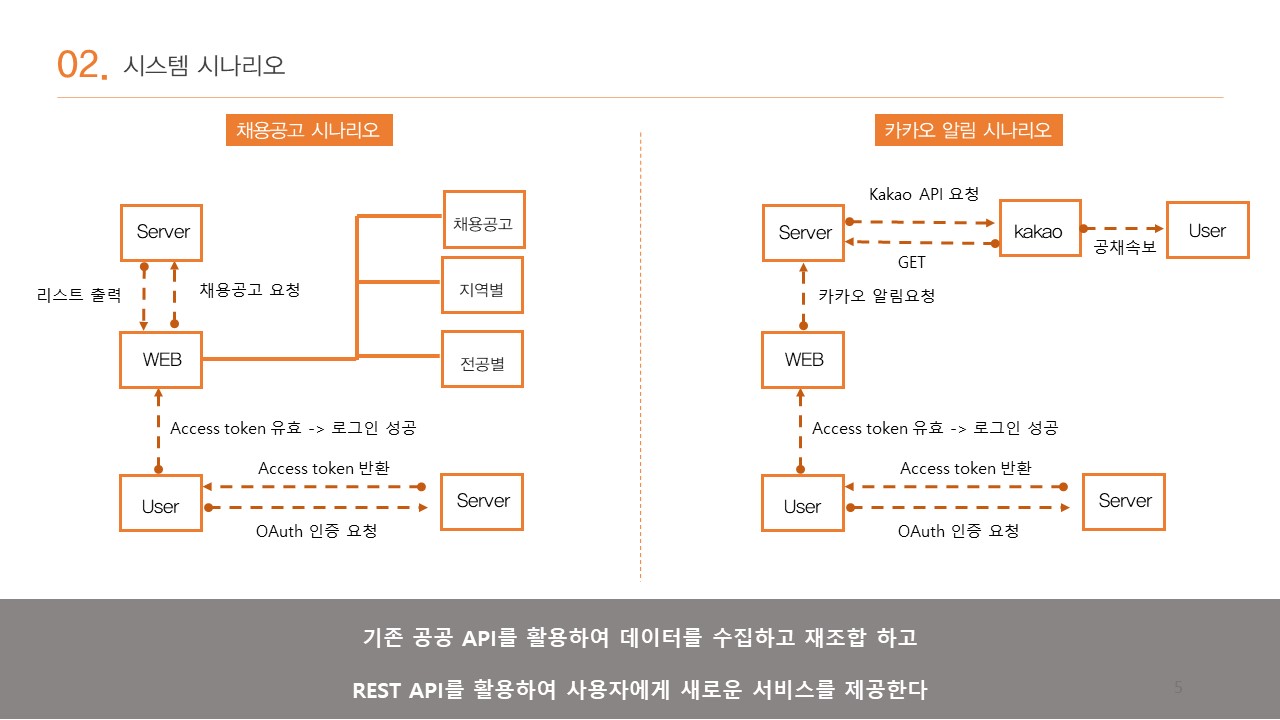 02. 시스템 시나리오
채용공고 시나리오
Server
채용공고
리스트 출력
채용공고 요청
지역별
WEB
전공별
Access token 유효 -> 로그인 성공
Access token 반환
User
Server
OAuth 인증 요청
카카오 알림 시나리오
Kakao API 요청
Server
kakao
User
공채속보
GET
카카오 알림요청
WEB
Access token 유효 -> 로그인 성공
Access token 반환
User
Server
OAuth 인증 요청
기존 공공 API를 활용하여 데이터를 수집하고 재조합 하고
REST API를 활용하여 사용자에게 새로운 서비스를 제공한다
5